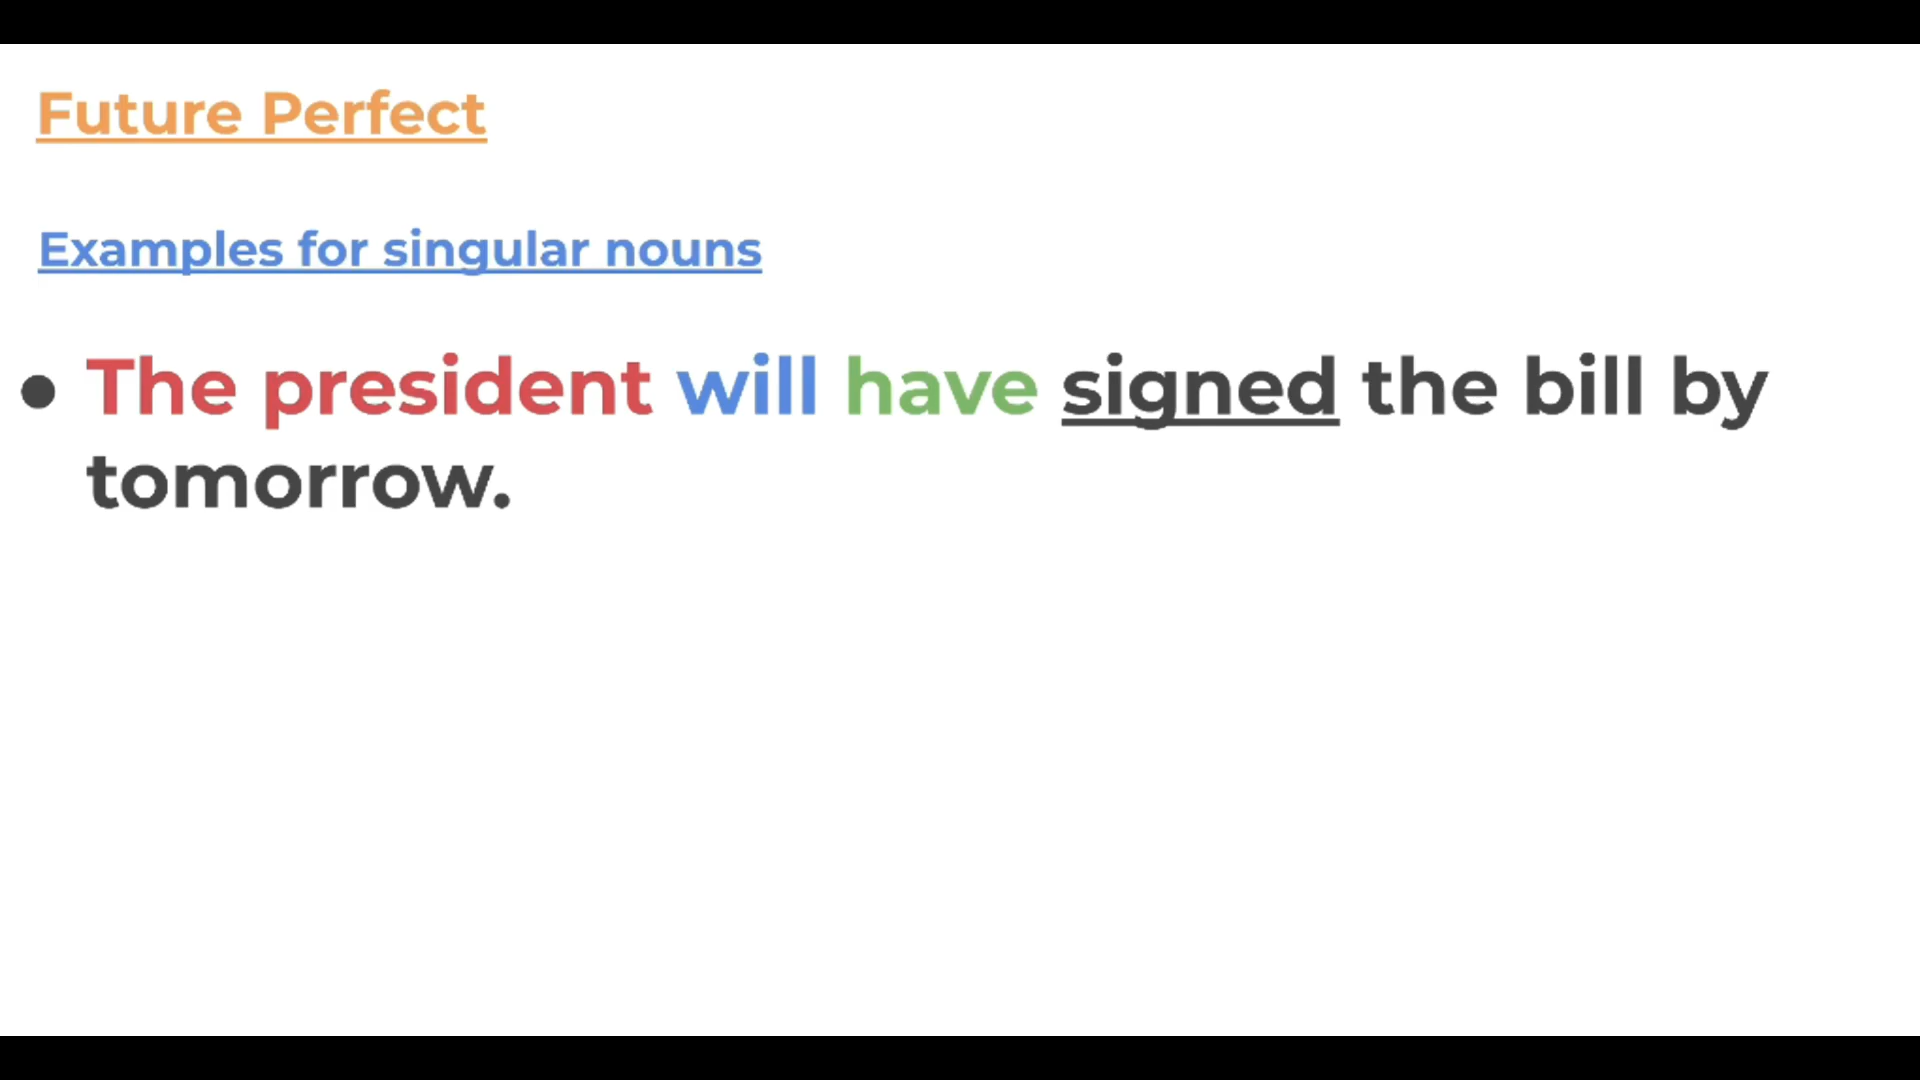 Future Perfect
Examples for singular nouns
● The president will have signed the bill by
tomorrow.